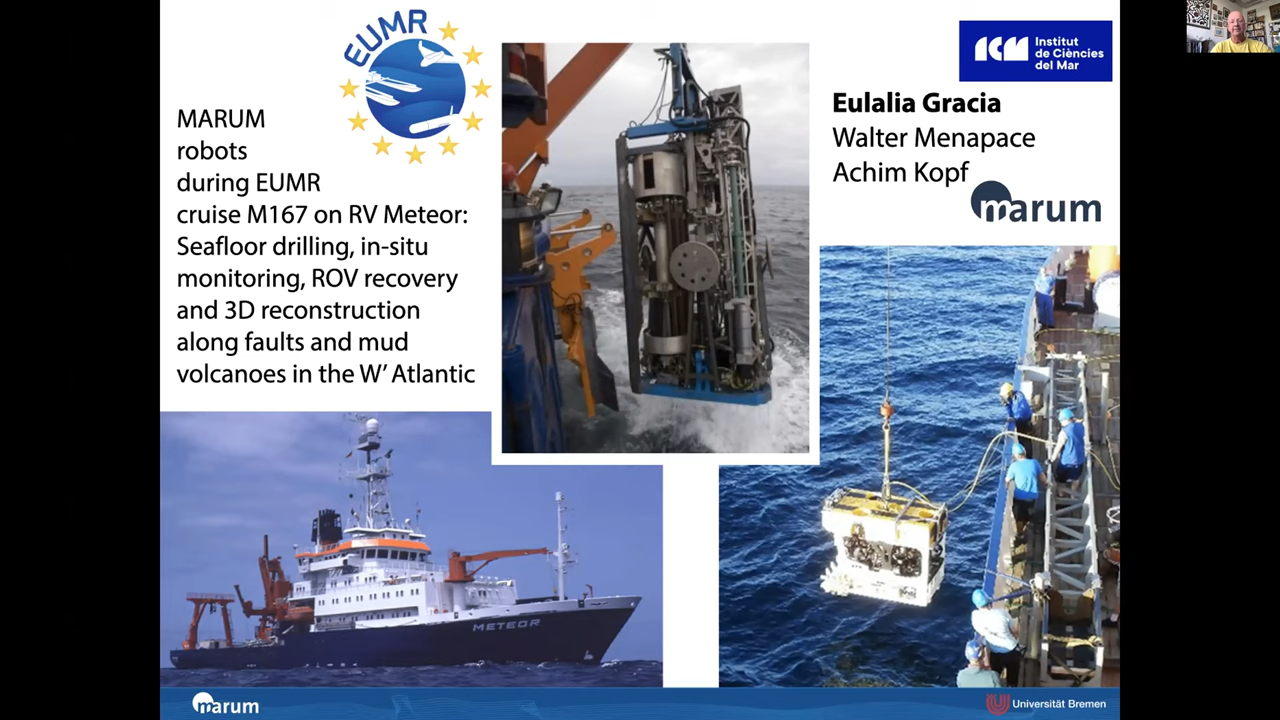 EUMR
MARUM
robots
during EUMR
cruise M167 on RV Meteor:
Seafloor drilling, in-situ
monitoring, ROV recovery
and 3D reconstruction
along faults and mud
volcanoes in the W’ Atlantic
ICM
Institut
de Ciències
del Mar
Eulalia Gracia
Walter Menapace
Achim Kopf
marum
METEOR
marum
Universität Bremen